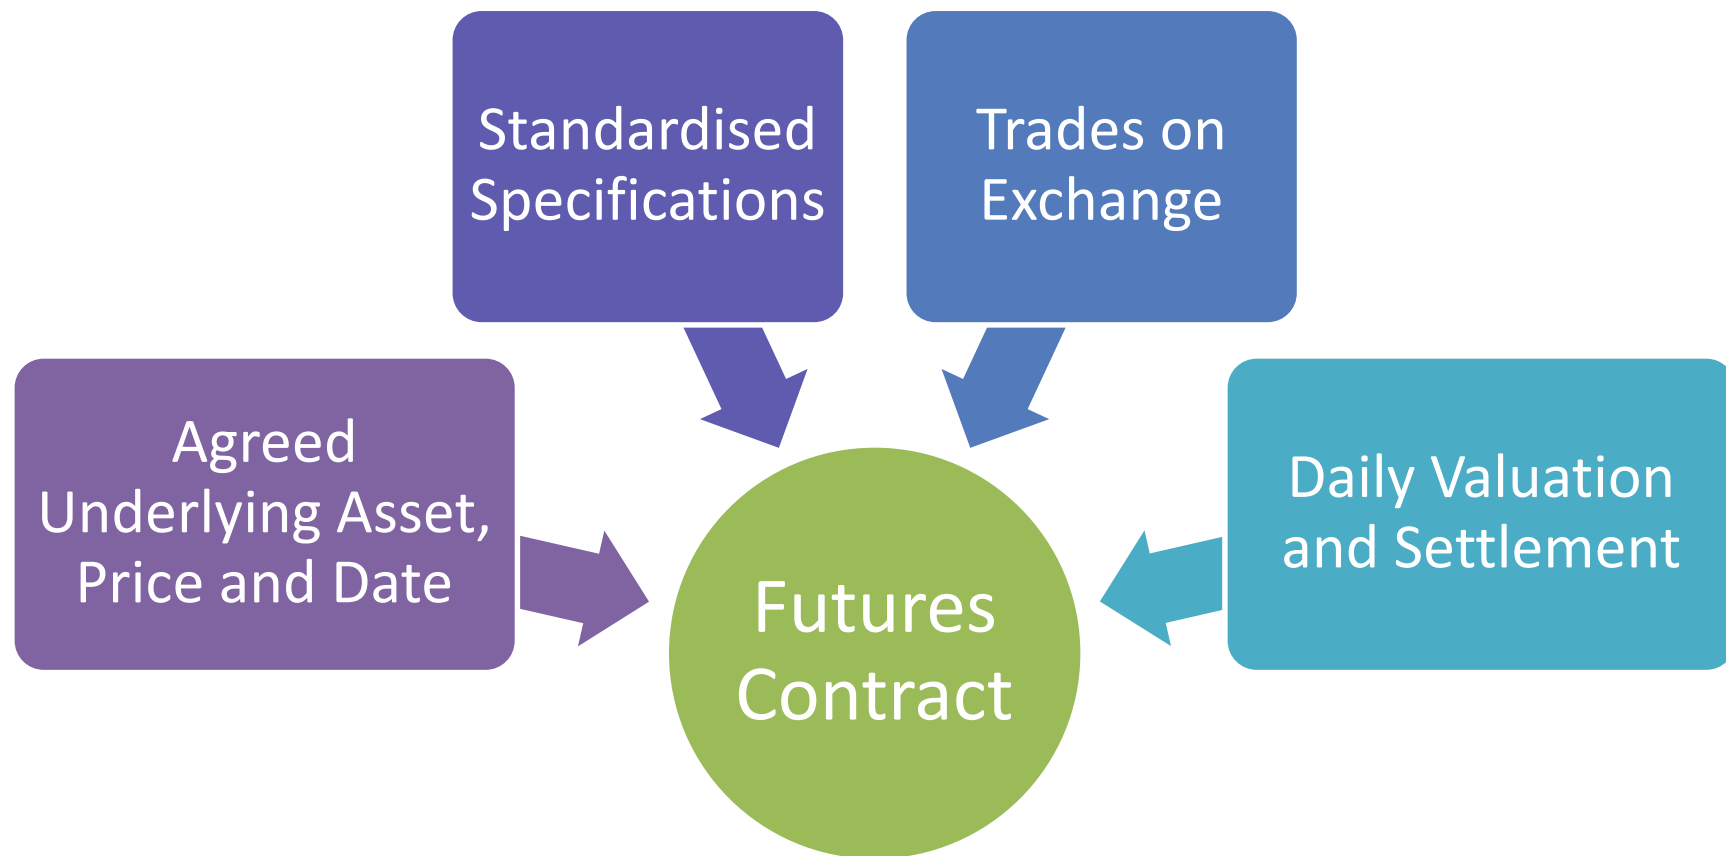 Standardised
Specifications
Trades on
Exchange
Agreed
Underlying Asset,
Price and Date
Daily Valuation
and Settlement
Futures
Contract